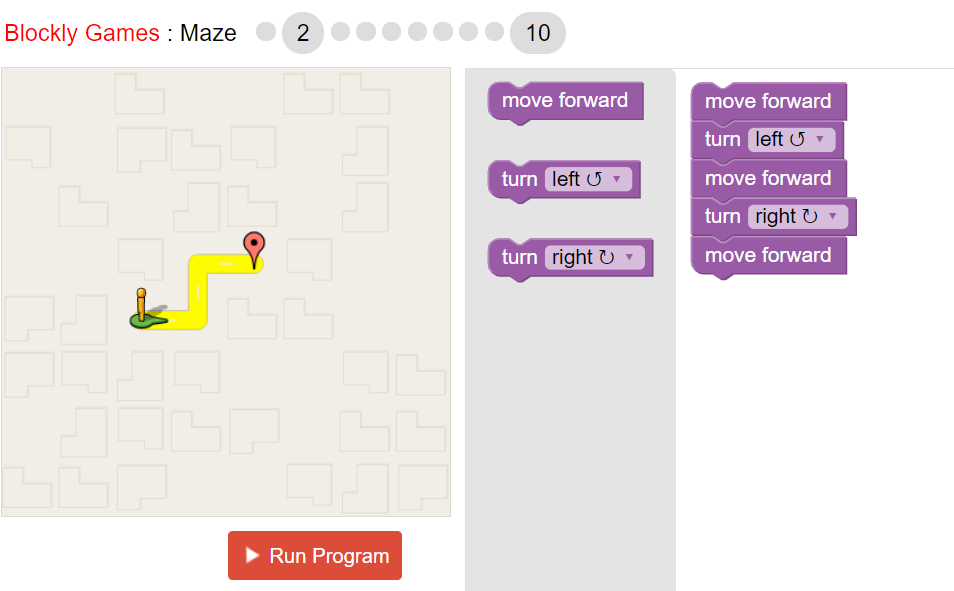 Blockly Games : Maze 2 10
move forward
turn left ↺ ▼
turn right ↻ ▼
move forward
turn left ↺ ▼
move forward
turn right ↻ ▼
move forward
Run Program